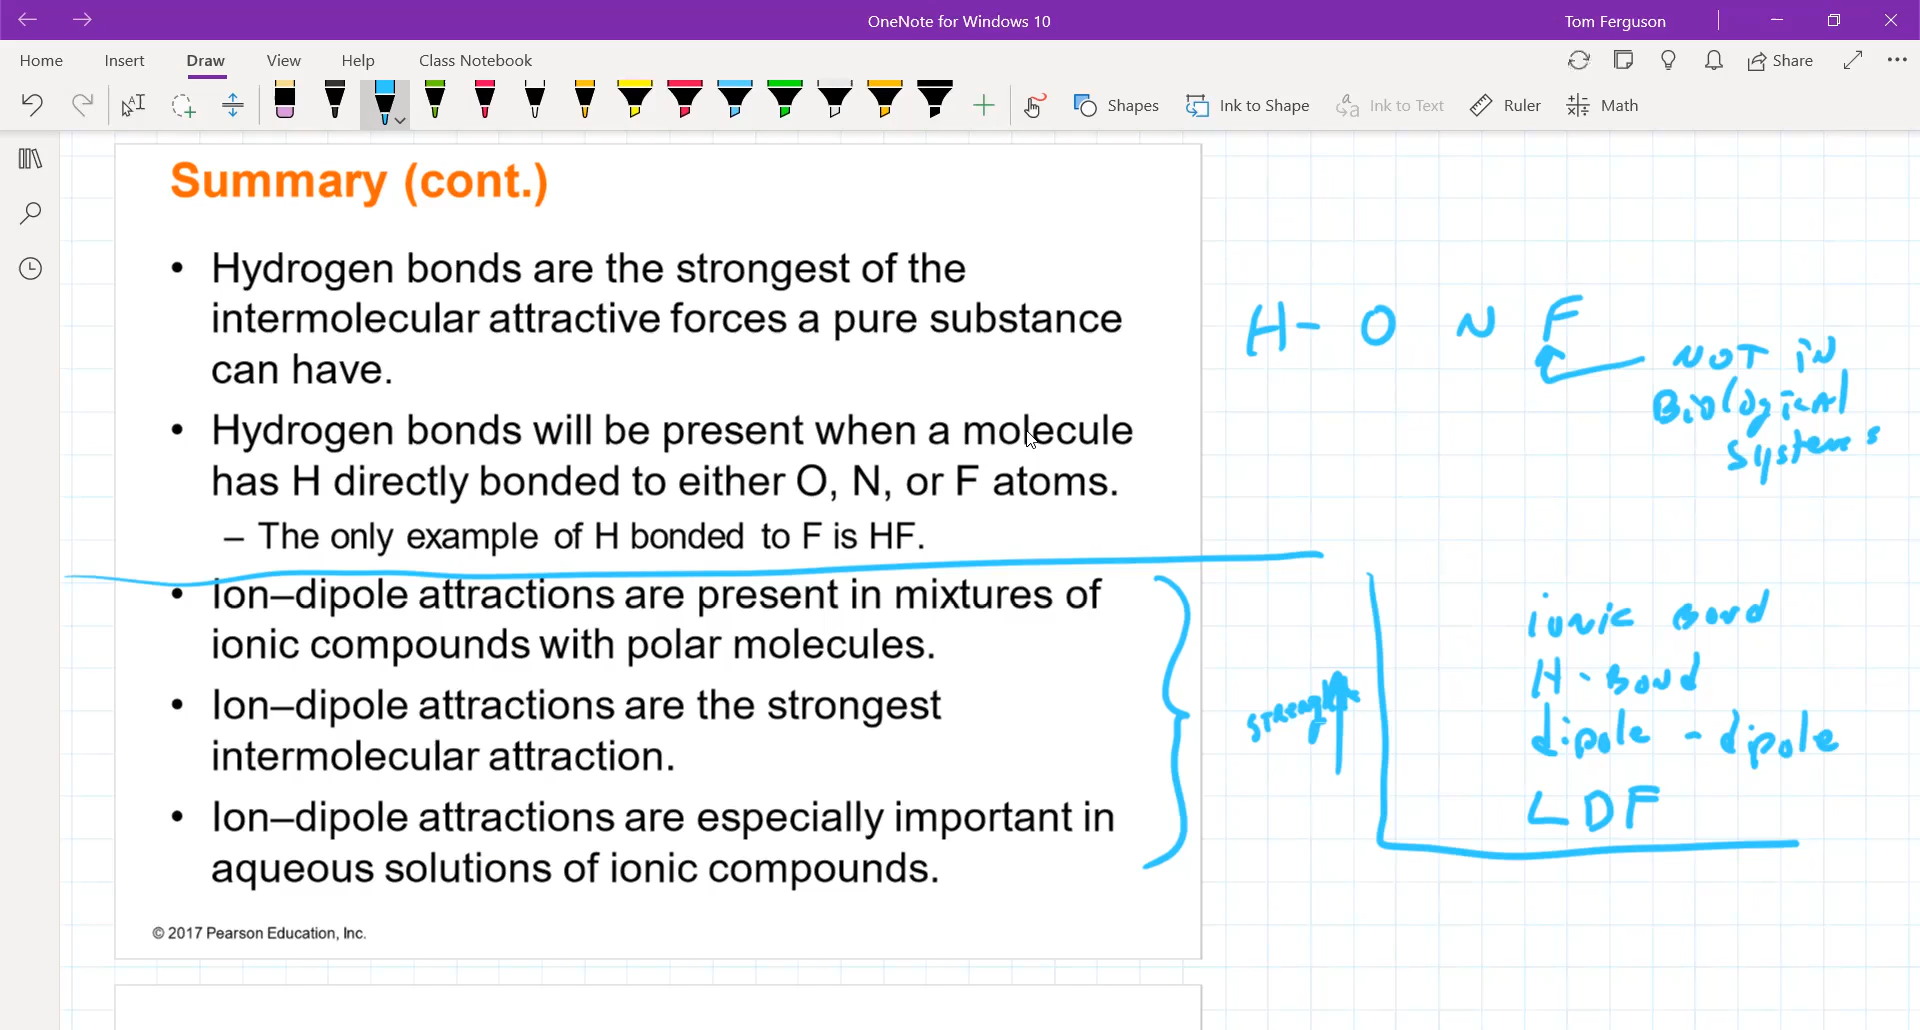 OneNote for Windows 10
Tom Ferguson
Home Insert Draw View Help Class Notebook
Share
Shapes Ink to Shape Ink to Text Ruler Math
Summary (cont.)
• Hydrogen bonds are the strongest of the
intermolecular attractive forces a pure substance
can have.
• Hydrogen bonds will be present when a molecule
has H directly bonded to either O, N, or F atoms.
– The only example of H bonded to F is HF.
• Ion–dipole attractions are present in mixtures of
ionic compounds with polar molecules.
• Ion–dipole attractions are the strongest
intermolecular attraction.
• Ion–dipole attractions are especially important in
aqueous solutions of ionic compounds.
© 2017 Pearson Education, Inc.
H- O N F
NOT IN
Biological
systems
strength
ionic Bond
H-Bond
dipole - dipole
LDF